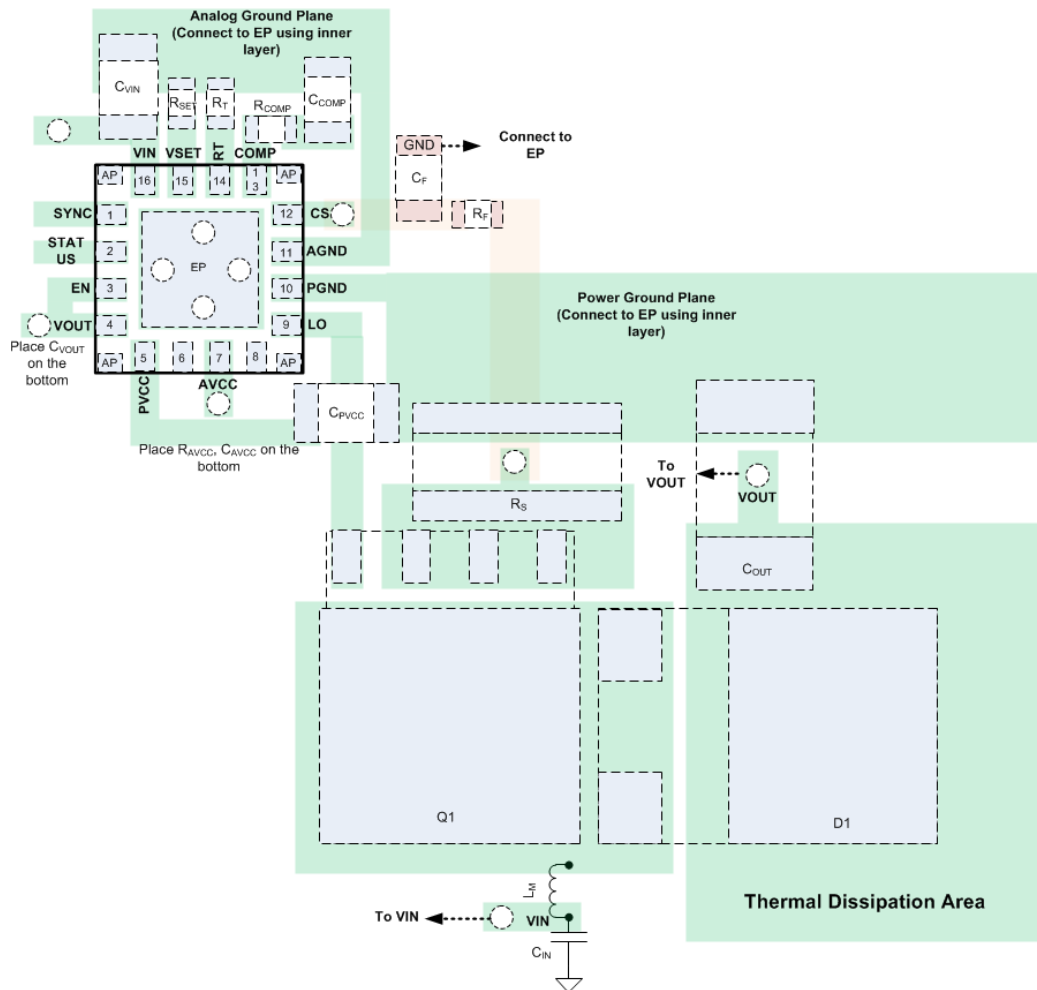 Analog Ground Plane
(Connect to EP using inner
layer)
CVIN
RSET
RT
RCOMP
CCOMP
GND
Connect to
EP
CF
RF
VIN
VSET
RT
COMP
AP
16
15
14
1
3
AP
SYNC
1
12
CS
STAT
US
2
EP
11
AGND
EN
3
10
PGND
VOUT
4
9
LO
Place CVOUT
on the
bottom
AP
5
6
7
8
AP
PVCC
AVCC
Power Ground Plane
(Connect to EP using inner
layer)
CPVCC
Place RAVCC, CAVCC on the
bottom
To
VOUT
VOUT
RS
COUT
Q1
D1
LM
To VIN
VIN
CIN
Thermal Dissipation Area